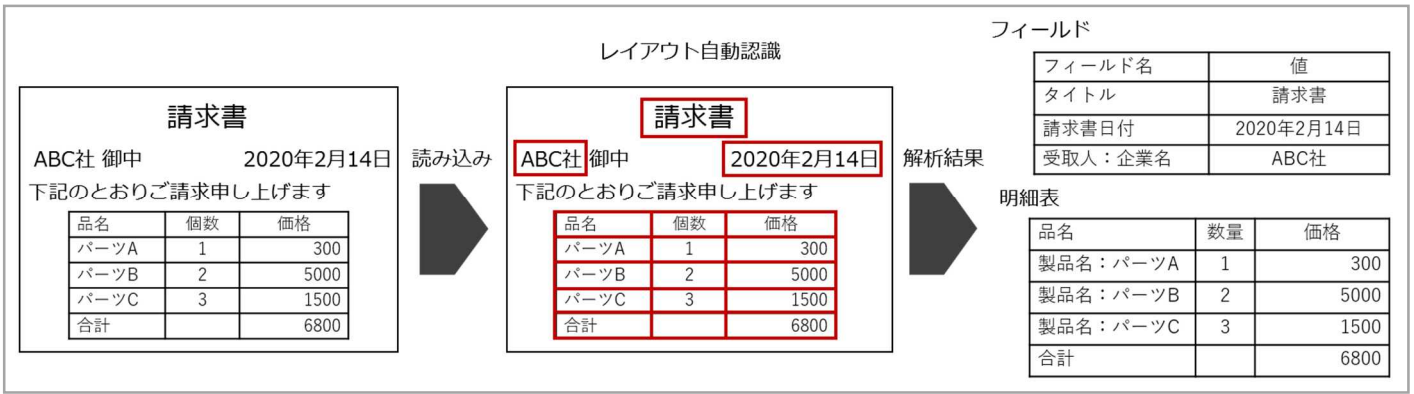 請求書
ABC社 御中 2020年2月14日
下記のとおりご請求申し上げます
品名 個数 価格
パーツA 1 300
パーツB 2 5000
パーツC 3 1500
合計 6800
読み込み
レイアウト自動認識
請求書
ABC社 御中 2020年2月14日
下記のとおりご請求申し上げます
品名 個数 価格
パーツA 1 300
パーツB 2 5000
パーツC 3 1500
合計 6800
解析結果
フィールド
フィールド名 値
タイトル 請求書
請求書日付 2020年2月14日
受取人：企業名 ABC社
明細表
品名 数量 価格
製品名：パーツA 1 300
製品名：パーツB 2 5000
製品名：パーツC 3 1500
合計 6800